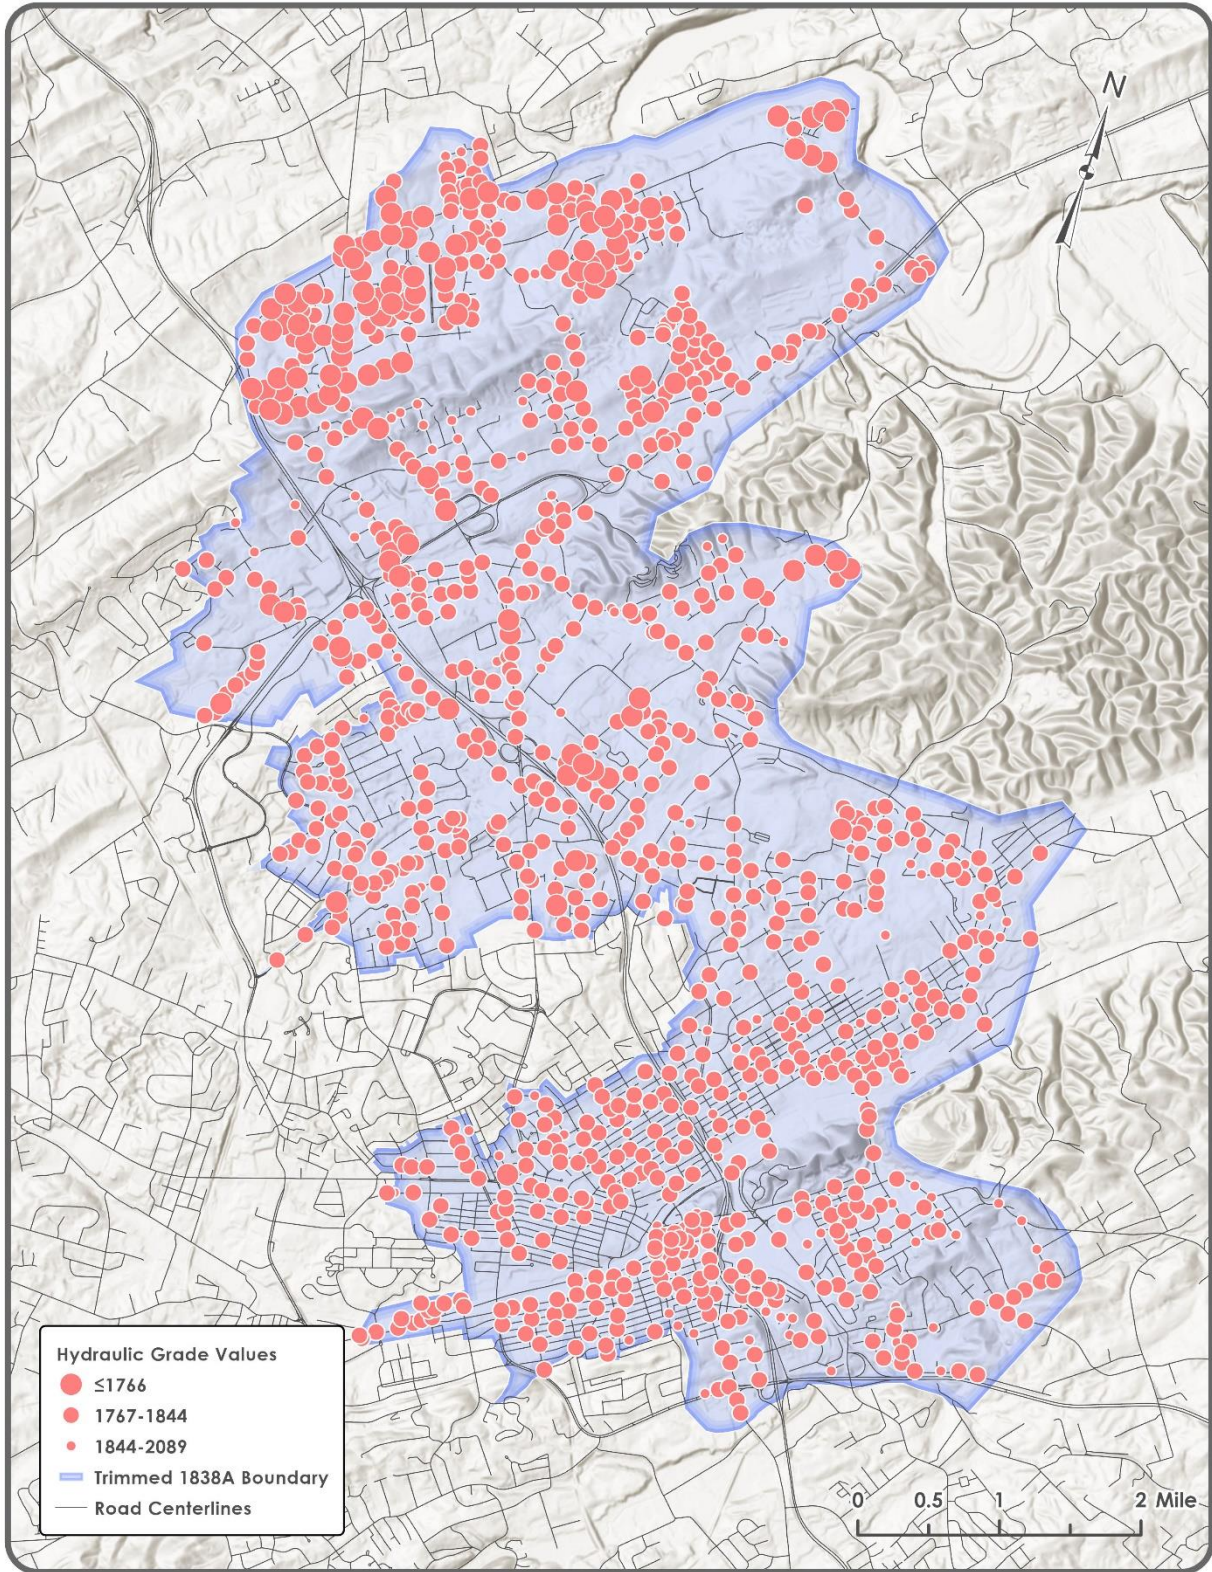 N
Hydraulic Grade Values
≤1766
1767-1844
1844-2089
Trimmed 1838A Boundary
Road Centerlines
0 0.5 1 2 Mile